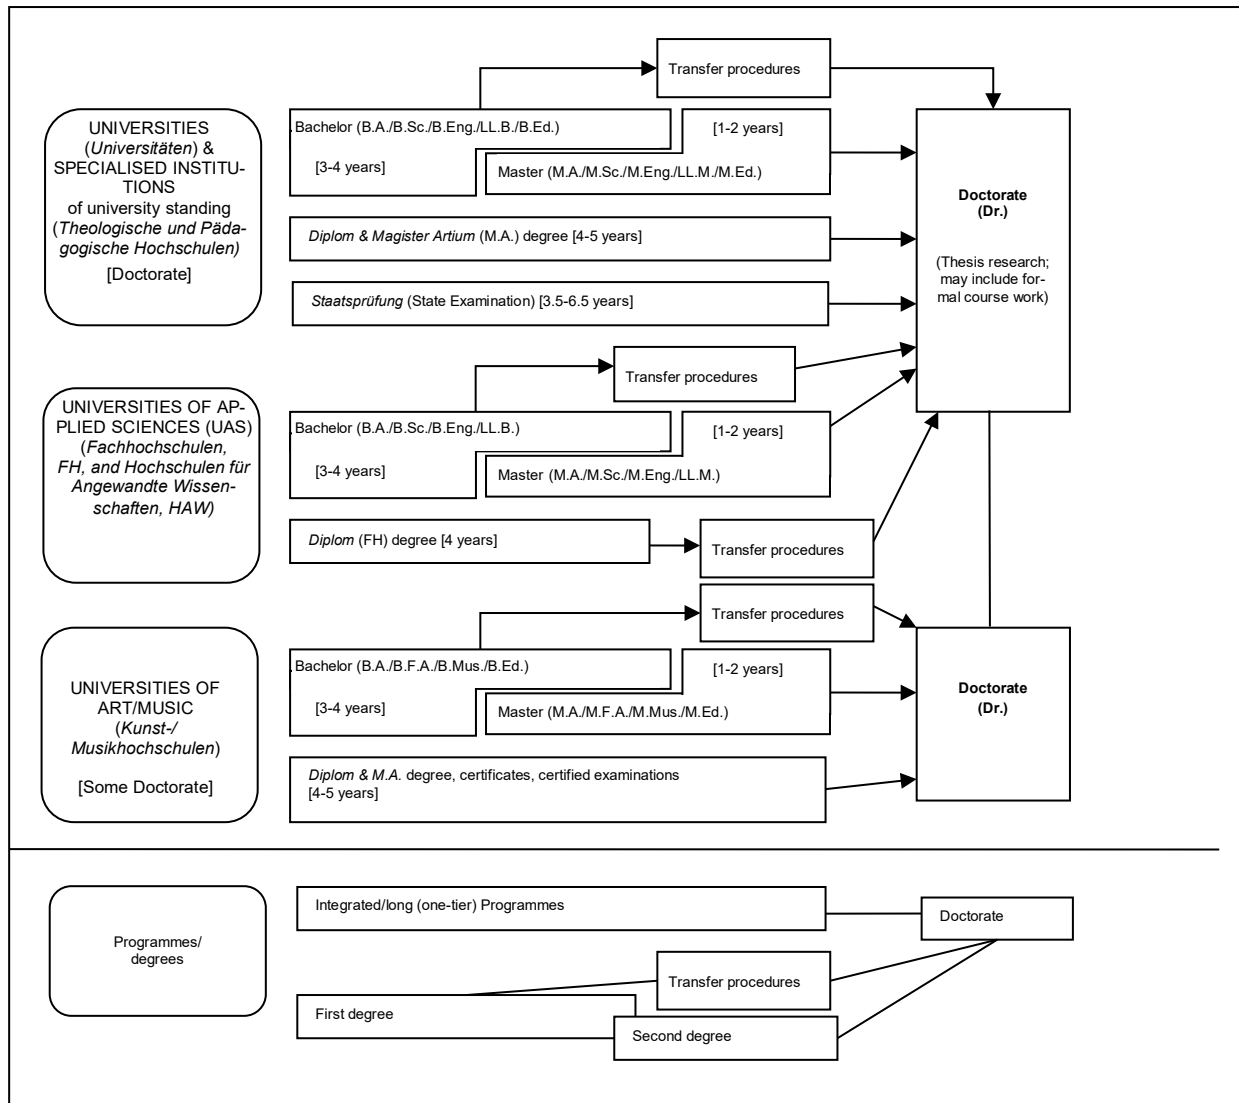 Transfer procedures
UNIVERSITIES
(Universitäten) &
SPECIALISED INSTITU-
TIONS
of university standing
(Theologische und Päda-
gogische Hochschulen)
[Doctorate]
Bachelor (B.A./B.Sc./B.Eng./LL.B./B.Ed.)
[3-4 years]
[1-2 years]
Master (M.A./M.Sc./M.Eng./LL.M./M.Ed.)
Diplom & Magister Artium (M.A.) degree [4-5 years]
Staatsprüfung (State Examination) [3.5-6.5 years]
Doctorate
(Dr.)
(Thesis research;
may include for-
mal course work)
Transfer procedures
UNIVERSITIES OF AP-
PLIED SCIENCES (UAS)
(Fachhochschulen,
FH, and Hochschulen für
Angewandte Wissen-
schaften, HAW)
Bachelor (B.A./B.Sc./B.Eng./LL.B.)
[3-4 years]
[1-2 years]
Master (M.A./M.Sc./M.Eng./LL.M.)
Diplom (FH) degree [4 years]
Transfer procedures
Transfer procedures
UNIVERSITIES OF
ART/MUSIC
(Kunst-/
Musikhochschulen)
[Some Doctorate]
Bachelor (B.A./B.F.A./B.Mus./B.Ed.)
[3-4 years]
[1-2 years]
Master (M.A./M.F.A./M.Mus./M.Ed.)
Diplom & M.A. degree, certificates, certified examinations
[4-5 years]
Doctorate
(Dr.)
Programmes/
degrees
Integrated/long (one-tier) Programmes
Doctorate
Transfer procedures
First degree
Second degree